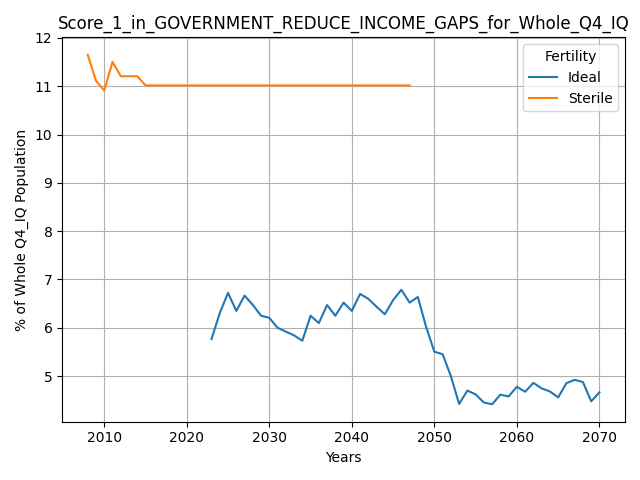 Score_1_in_GOVERNMENT_REDUCE_INCOME_GAPS_for_Whole_Q4_IQ
Fertility
Ideal
Sterile
% of Whole Q4_IQ Population
12
11
10
9
8
7
6
5
2010 2020 2030 2040 2050 2060 2070
Years